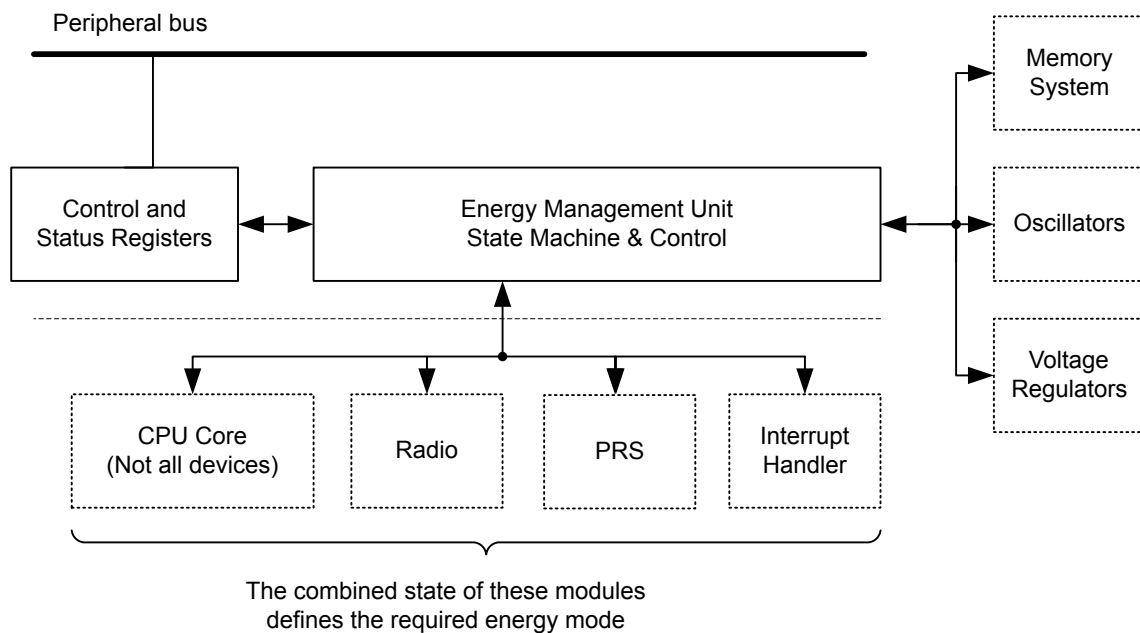 Peripheral bus
Memory
System
Control and
Status Registers
Energy Management Unit
State Machine & Control
Oscillators
Voltage
Regulators
CPU Core
(Not all devices)
Radio
PRS
Interrupt
Handler
The combined state of these modules
defines the required energy mode